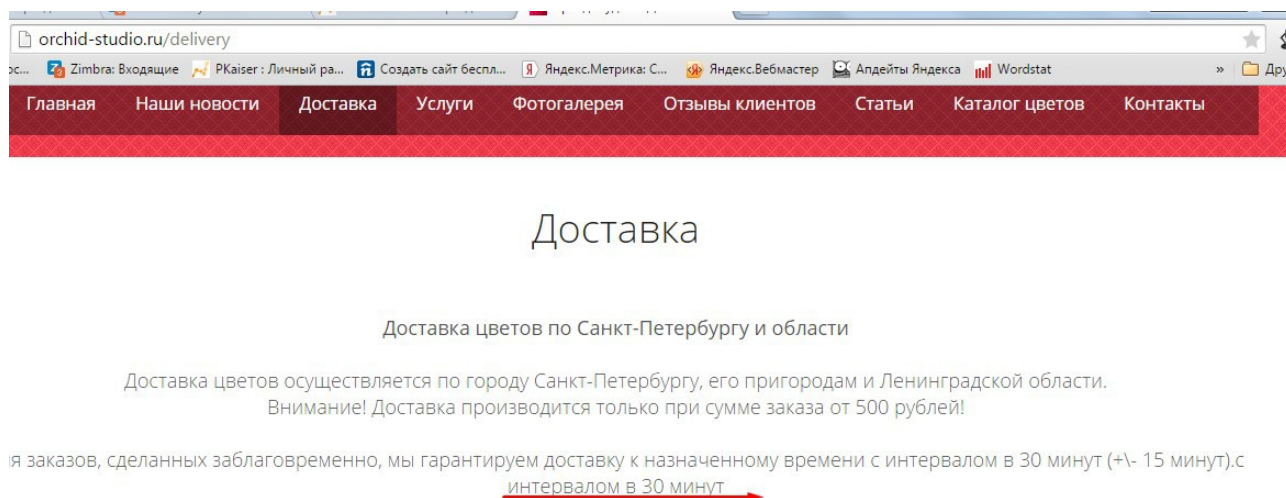 orchid-studio.ru/delivery
Zimbra: Входящие PKaiser : Личный ра... Создать сайт беспл... Яндекс.Метрика: С... Яндекс.Вебмастер Апдейты Яндекса Wordstat » Дру
Главная Наши новости Доставка Услуги Фотогалерея Отзывы клиентов Статьи Каталог цветов Контакты
Доставка
Доставка цветов по Санкт-Петербургу и области
Доставка цветов осуществляется по городу Санкт-Петербургу, его пригородам и Ленинградской области.
Внимание! Доставка производится только при сумме заказа от 500 рублей!
я заказов, сделанных заблаговременно, мы гарантируем доставку к назначенному времени с интервалом в 30 минут (+\- 15 минут).с
интервалом в 30 минут